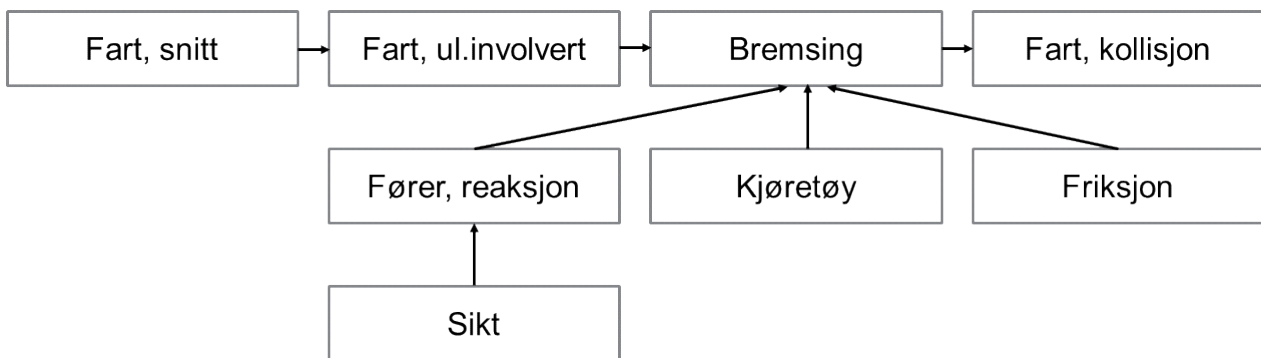 Fart, snitt
Fart, ul.involvert
Bremsing
Fart, kollisjon
Fører, reaksjon
Kjøretøy
Friksjon
Sikt